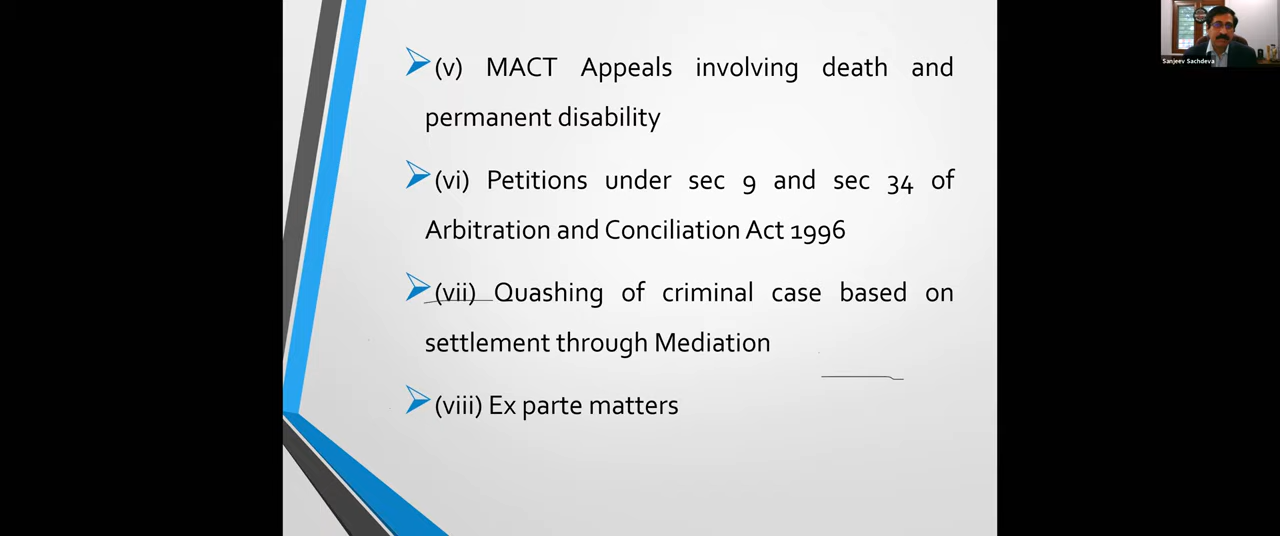 (v) MACT Appeals involving death and
permanent disability
(vi) Petitions under sec 9 and sec 34 of
Arbitration and Conciliation Act 1996
(vii) Quashing of criminal case based on
settlement through Mediation
(viii) Ex parte matters
Sanjeev Sachdeva